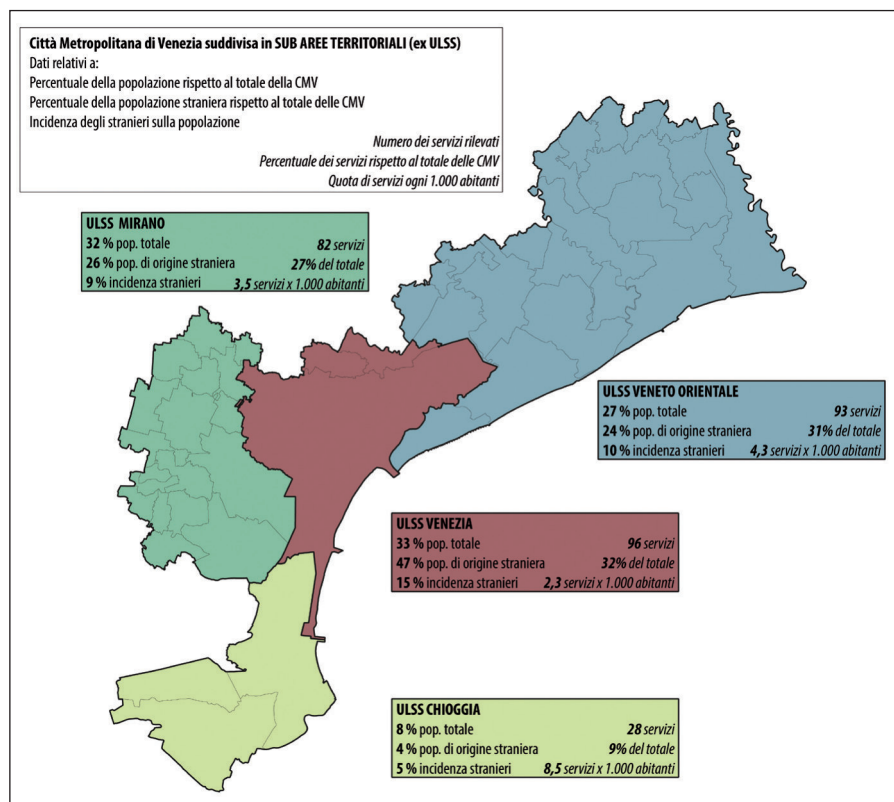 Città Metropolitana di Venezia suddivisa in SUB AREE TERRITORIALI (ex ULSS)
Dati relativi a:
Percentuale della popolazione rispetto al totale della CMV
Percentuale della popolazione straniera rispetto al totale delle CMV
Incidenza degli stranieri sulla popolazione
Numero dei servizi rilevati
Percentuale dei servizi rispetto al totale delle CMV
Quota di servizi ogni 1.000 abitanti
ULSS MIRANO
32 % pop. totale 82 servizi
26 % pop. di origine straniera 27% del totale
9 % incidenza stranieri 3,5 servizi x 1.000 abitanti
ULSS VENETO ORIENTALE
27 % pop. totale 93 servizi
24 % pop. di origine straniera 31% del totale
10 % incidenza stranieri 4,3 servizi x 1.000 abitanti
ULSS VENEZIA
33 % pop. totale 96 servizi
47 % pop. di origine straniera 32% del totale
15 % incidenza stranieri 2,3 servizi x 1.000 abitanti
ULSS CHIOGGIA
8 % pop. totale 28 servizi
4 % pop. di origine straniera 9% del totale
5 % incidenza stranieri 8,5 servizi x 1.000 abitanti